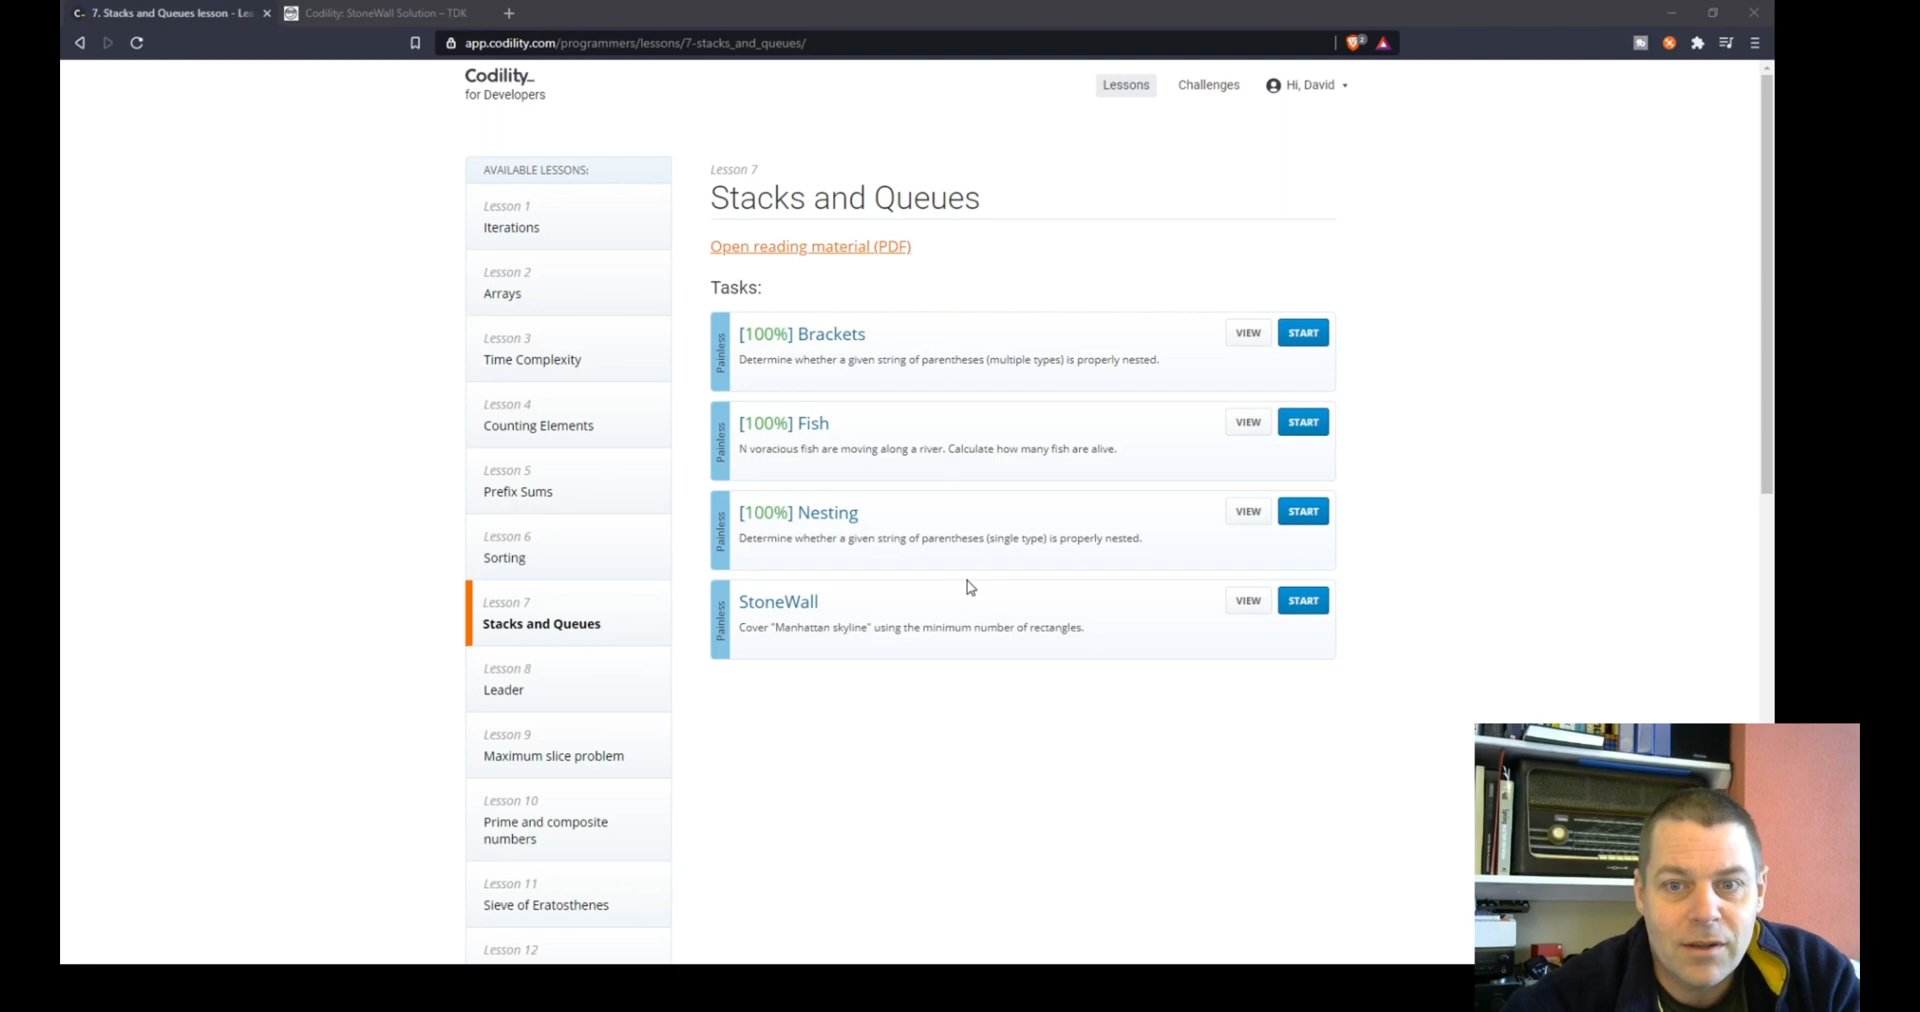 7. Stacks and Queues lesson - Le
Codility: StoneWall Solution – TDK
app.codility.com/programmers/lessons/7-stacks_and_queues/
2
Codility_
for Developers
Lessons
Challenges
Hi, David
AVAILABLE LESSONS:
Lesson 1
Iterations
Lesson 2
Arrays
Lesson 3
Time Complexity
Lesson 4
Counting Elements
Lesson 5
Prefix Sums
Lesson 6
Sorting
Lesson 7
Stacks and Queues
Lesson 8
Leader
Lesson 9
Maximum slice problem
Lesson 10
Prime and composite
numbers
Lesson 11
Sieve of Eratosthenes
Lesson 12
Lesson 7
Stacks and Queues
Open reading material (PDF)
Tasks:
Painless
[100%] Brackets
VIEW
START
Determine whether a given string of parentheses (multiple types) is properly nested.
Painless
[100%] Fish
VIEW
START
N voracious fish are moving along a river. Calculate how many fish are alive.
Painless
[100%] Nesting
VIEW
START
Determine whether a given string of parentheses (single type) is properly nested.
Painless
StoneWall
VIEW
START
Cover "Manhattan skyline" using the minimum number of rectangles.